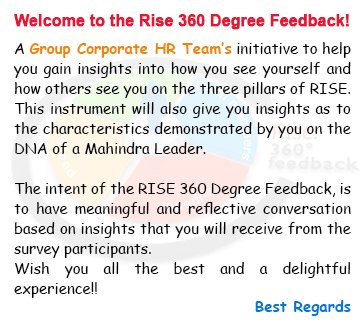 Welcome to the Rise 360 Degree Feedback!
A Group Corporate HR Team's initiative to help
you gain insights into how you see yourself and
how others see you on the three pillars of RISE.
This instrument will also give you insights as to
the characteristics demonstrated by you on the
DNA of a Mahindra Leader.
360°
feedback
The intent of the RISE 360 Degree Feedback, is
to have meaningful and reflective conversation
based on insights that you will receive from the
survey participants.
Wish you all the best and a delightful
experience!!
Best Regards